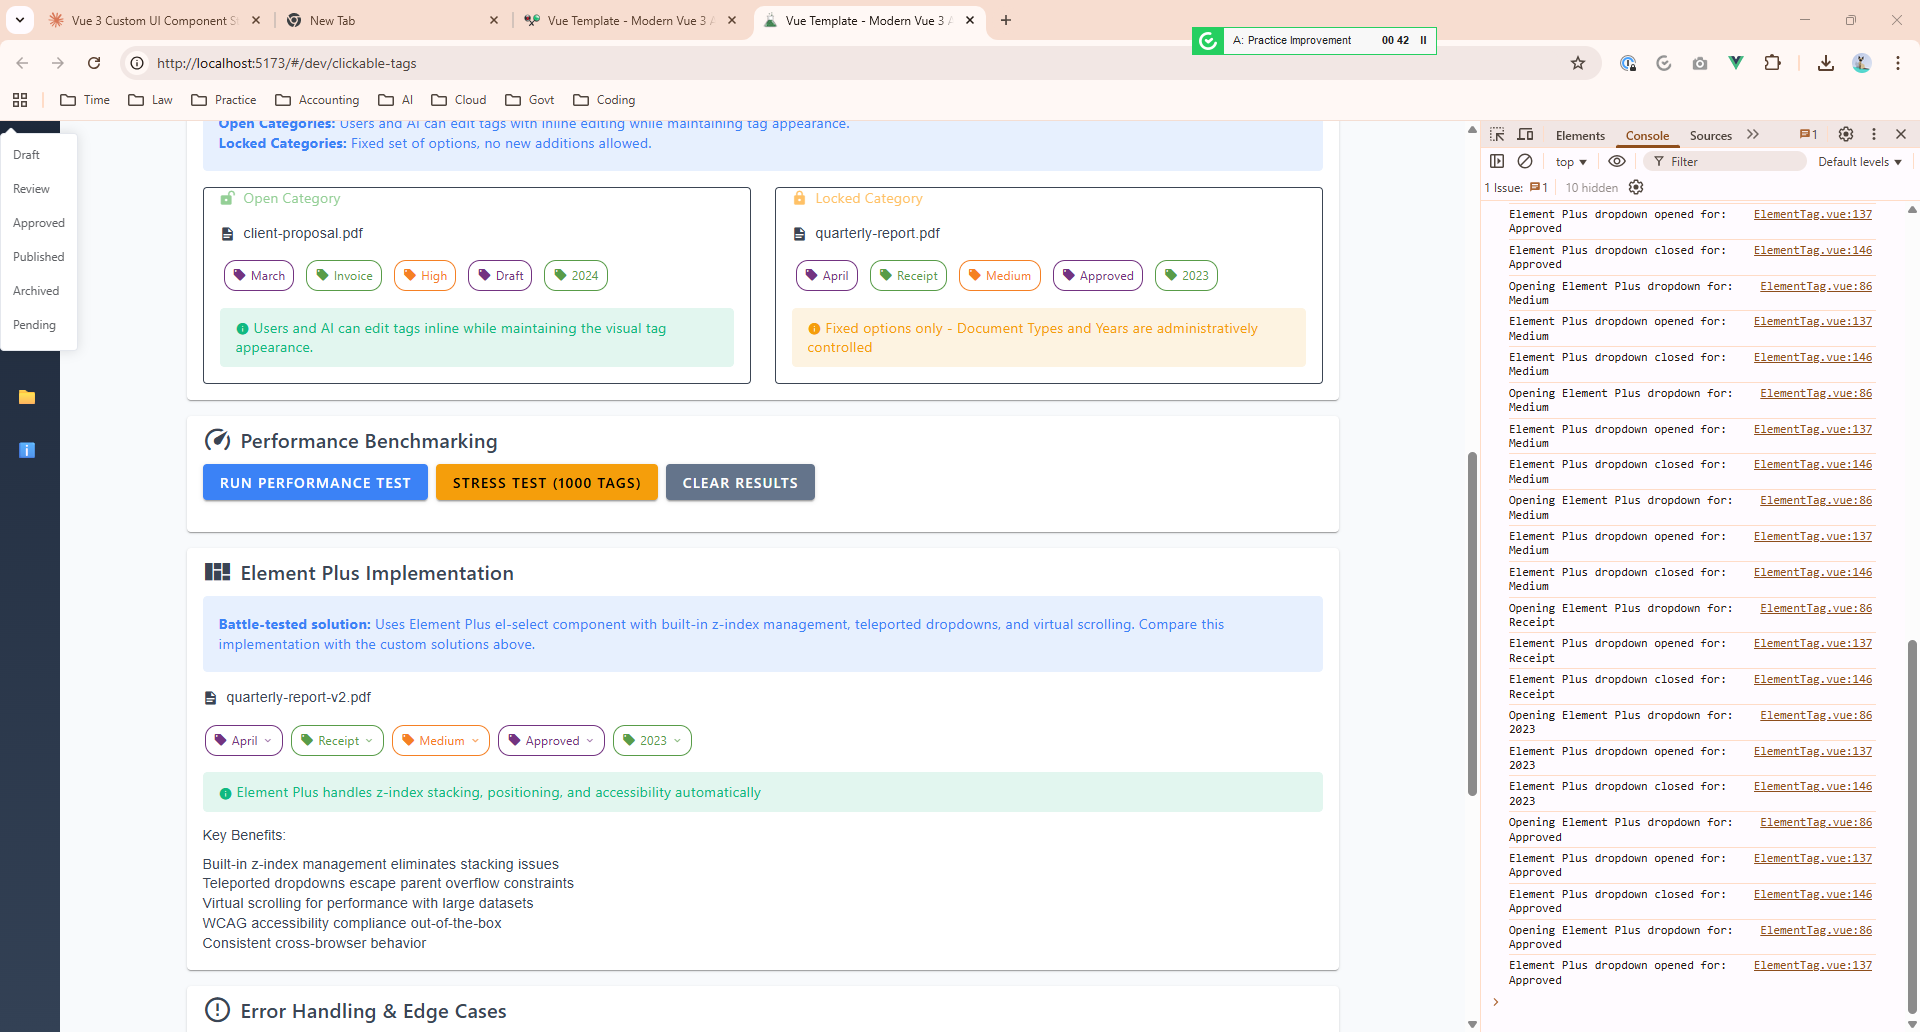 Vue 3 Custom UI Component S
New Tab
Vue Template - Modern Vue 3 A
Vue Template - Modern Vue 3 A
A: Practice Improvement 00 42
http://localhost:5173/#/dev/clickable-tags
Time Law Practice Accounting AI Cloud Govt Coding
Draft
Review
Approved
Published
Archived
Pending
Open Categories: Users and AI can edit tags with inline editing while maintaining tag appearance.
Locked Categories: Fixed set of options, no new additions allowed.
Open Category
client-proposal.pdf
March Invoice High Draft 2024
Users and AI can edit tags inline while maintaining the visual tag
appearance.
Locked Category
quarterly-report.pdf
April Receipt Medium Approved 2023
Fixed options only - Document Types and Years are administratively
controlled
Performance Benchmarking
RUN PERFORMANCE TEST STRESS TEST (1000 TAGS) CLEAR RESULTS
Element Plus Implementation
Battle-tested solution: Uses Element Plus el-select component with built-in z-index management, teleported dropdowns, and virtual scrolling. Compare this
implementation with the custom solutions above.
quarterly-report-v2.pdf
April Receipt Medium Approved 2023
Element Plus handles z-index stacking, positioning, and accessibility automatically
Key Benefits:
Built-in z-index management eliminates stacking issues
Teleported dropdowns escape parent overflow constraints
Virtual scrolling for performance with large datasets
WCAG accessibility compliance out-of-the-box
Consistent cross-browser behavior
Error Handling & Edge Cases
Elements Console Sources 1
top Filter Default levels
1 Issue: 1 10 hidden
Element Plus dropdown opened for: ElementTag.vue:137
Approved
Element Plus dropdown closed for: ElementTag.vue:146
Approved
Opening Element Plus dropdown for: ElementTag.vue:86
Medium
Element Plus dropdown opened for: ElementTag.vue:137
Medium
Element Plus dropdown closed for: ElementTag.vue:146
Medium
Opening Element Plus dropdown for: ElementTag.vue:86
Medium
Element Plus dropdown opened for: ElementTag.vue:137
Medium
Element Plus dropdown closed for: ElementTag.vue:146
Medium
Opening Element Plus dropdown for: ElementTag.vue:86
Medium
Element Plus dropdown opened for: ElementTag.vue:137
Medium
Element Plus dropdown closed for: ElementTag.vue:146
Medium
Opening Element Plus dropdown for: ElementTag.vue:86
Receipt
Element Plus dropdown opened for: ElementTag.vue:137
Receipt
Element Plus dropdown closed for: ElementTag.vue:146
Receipt
Opening Element Plus dropdown for: ElementTag.vue:86
2023
Element Plus dropdown opened for: ElementTag.vue:137
2023
Element Plus dropdown closed for: ElementTag.vue:146
2023
Opening Element Plus dropdown for: ElementTag.vue:86
Approved
Element Plus dropdown opened for: ElementTag.vue:137
Approved
Element Plus dropdown closed for: ElementTag.vue:146
Approved
Opening Element Plus dropdown for: ElementTag.vue:86
Approved
Element Plus dropdown opened for: ElementTag.vue:137
Approved